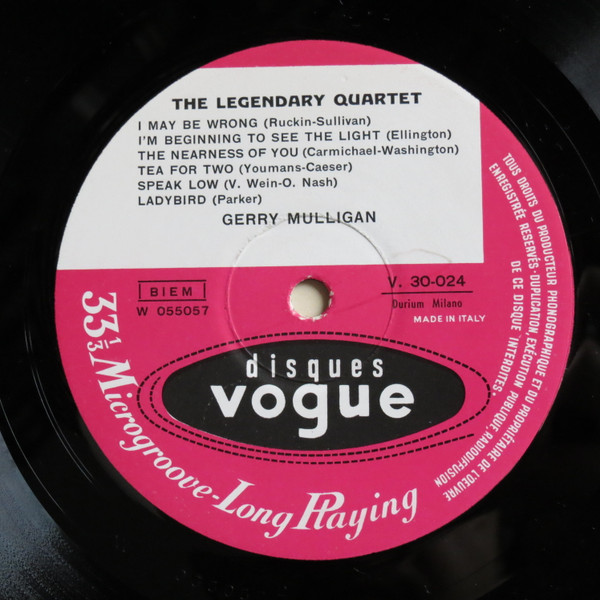 THE LEGENDARY QUARTET
I MAY BE WRONG (Ruckin-Sullivan)
I'M BEGINNING TO SEE THE LIGHT (Ellington)
THE NEARNESS OF YOU (Carmichael-Washington)
TEA FOR TWO (Youmans-Caeser)
SPEAK LOW (V. Wein-O. Nash)
LADYBIRD (Parker)
GERRY MULLIGAN
BIEM
W 055057
V. 30-024
Durium Milano
MADE IN ITALY
disques
vogue
33 1/3 Microgroove-Long Playing
TOUS DROITS DU PRODUCTEUR PHONOGRAPHIQUE ET DU PROPRIÉTAIRE DE L'OEUVRE
ENREGISTRÉE RESERVÉS-DUPLICATION, EXÉCUTION PUBLIQUE, RADIODIFFUSION
DE CE DISQUE INTERDITES.